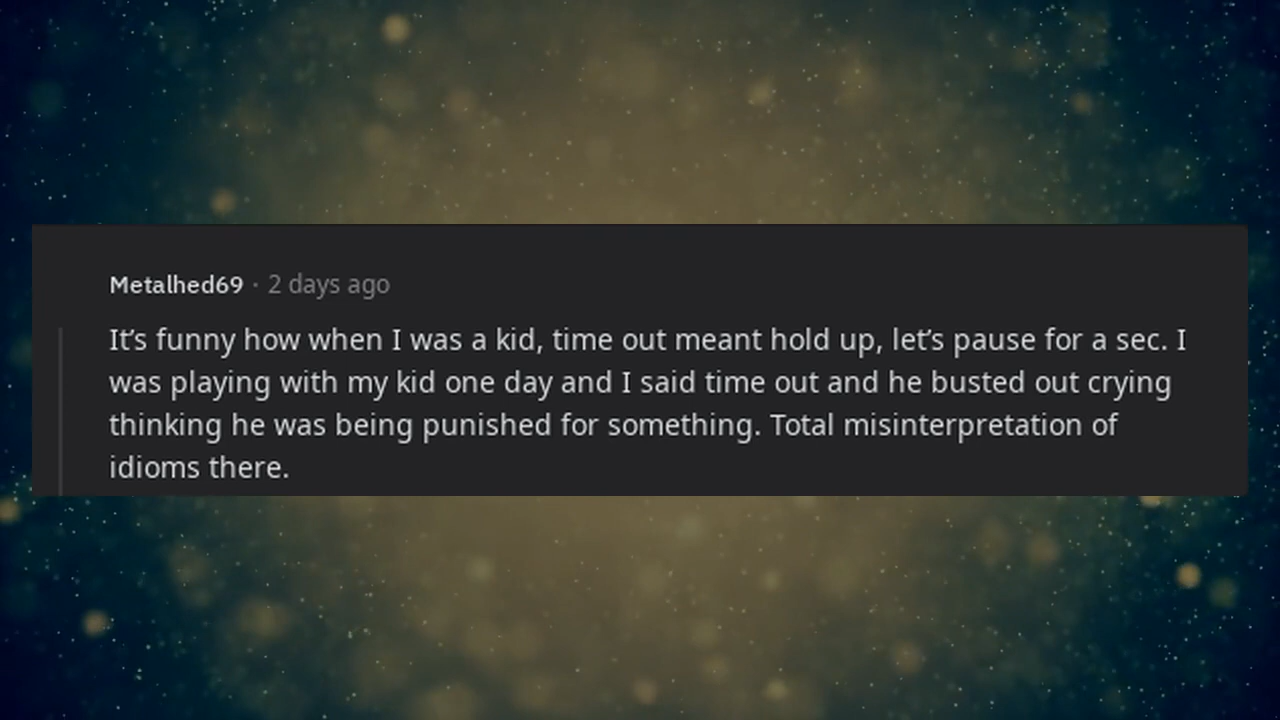 Metalhed69 · 2 days ago
It’s funny how when I was a kid, time out meant hold up, let’s pause for a sec. I
was playing with my kid one day and I said time out and he busted out crying
thinking he was being punished for something. Total misinterpretation of
idioms there.